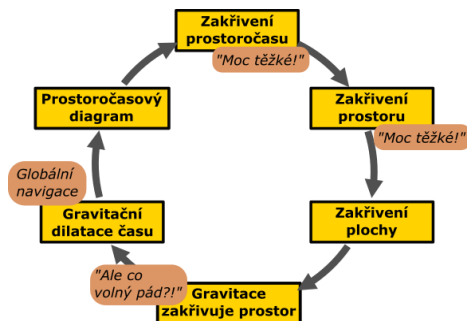 Zakřivení
prostoročasu
"Moc těžké!"
Prostoročasový
diagram
Zakřivení
prostoru
"Moc těžké!"
Globální
navigace
Gravitační
dilatace času
Zakřivení
plochy
"Ale co
volný pád?!"
Gravitace
zakřivuje prostor